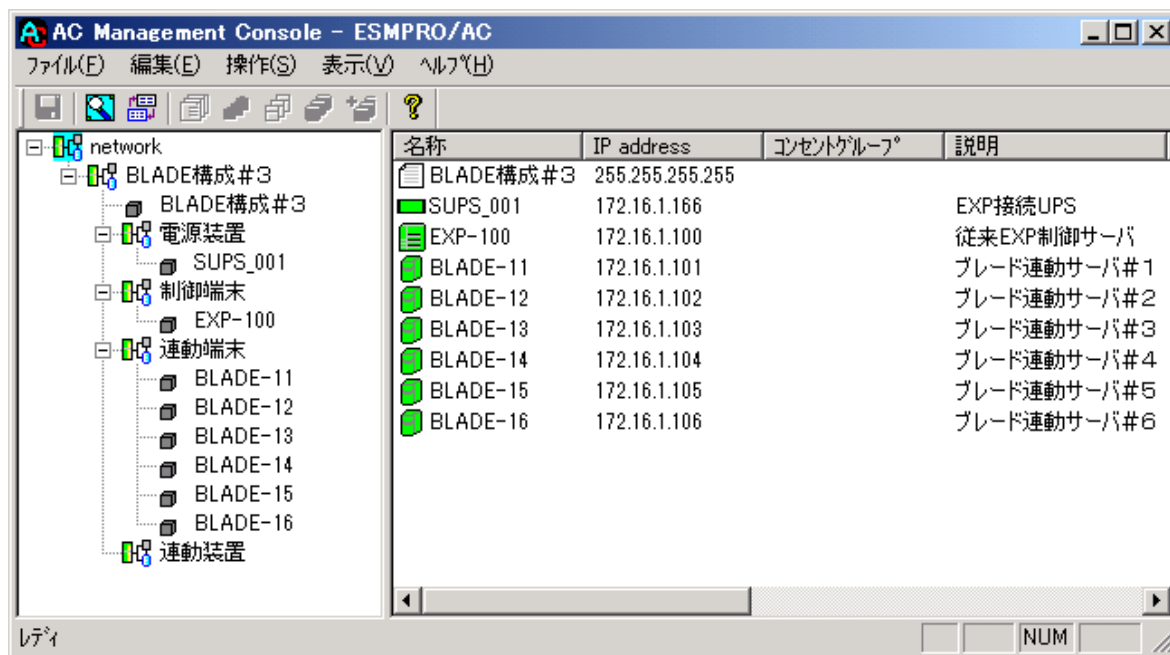 AC Management Console - ESMPRO/AC
ファイル(F) 編集(E) 操作(S) 表示(V) ヘルプ(H)
network
BLADE構成#3
BLADE構成#3
電源装置
SUPS_001
制御端末
EXP-100
連動端末
BLADE-11
BLADE-12
BLADE-13
BLADE-14
BLADE-15
BLADE-16
連動装置
名称 IP address コンセントグループ 説明
BLADE構成#3 255.255.255.255
SUPS_001 172.16.1.166 EXP接続UPS
EXP-100 172.16.1.100 従来EXP制御サーバ
BLADE-11 172.16.1.101 ブレード連動サーバ#1
BLADE-12 172.16.1.102 ブレード連動サーバ#2
BLADE-13 172.16.1.103 ブレード連動サーバ#3
BLADE-14 172.16.1.104 ブレード連動サーバ#4
BLADE-15 172.16.1.105 ブレード連動サーバ#5
BLADE-16 172.16.1.106 ブレード連動サーバ#6
レディ NUM